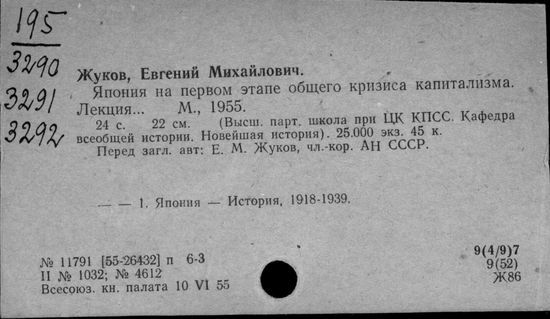 195
3290
3291
3292
Жуков, Евгений Михайлович.
Япония на первом этапе общего кризиса капитализма.
Лекция... М., 1955.
24 с. 22 см. (Высш. парт. школа при ЦК КПСС. Кафедра
всеобщей истории. Новейшая история). 25.000 экз. 45 к.
Перед загл. авт: Е. М. Жуков, чл.-кор. АН СССР.
— — 1. Япония — История, 1918-1939.
№ 11791 [55-26432] п 6-3
II № 1032; № 4612
Всесоюз. кн. палата 10 VI 55
9(4/9)7
9(52)
Ж86